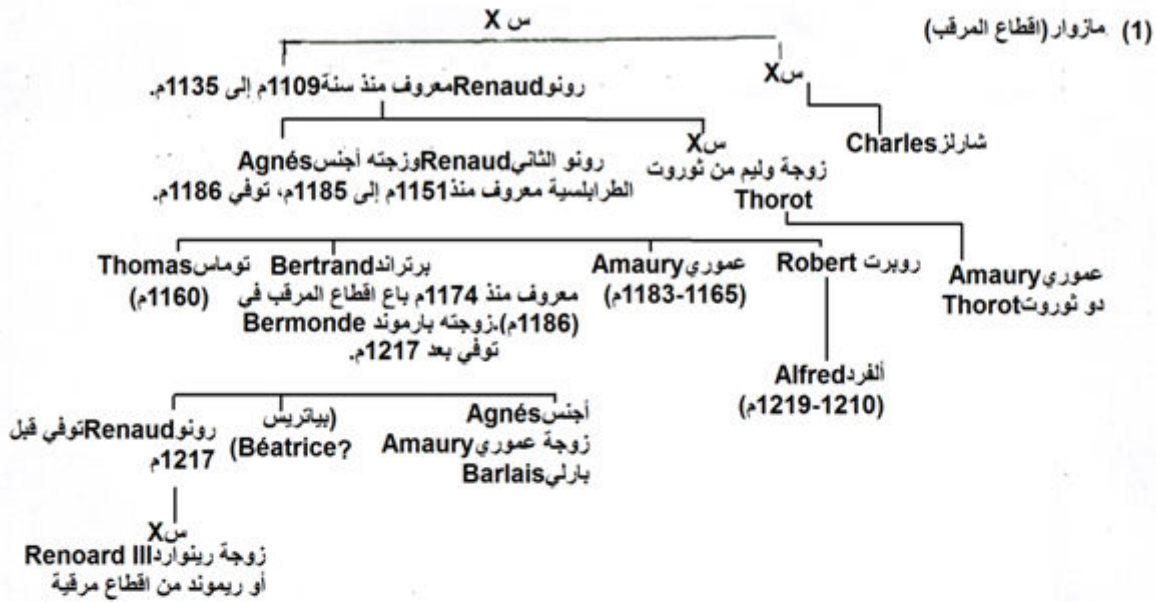 (1) مازوار (اقطاع المرقب)
س X
رونو Renaud معروف منذ سنة 1109م إلى 1135م.
س X
شارلز Charles
س X
زوجة وليم من ثوروت
Thorot
رونو الثاني Renaud وزجته أجنس Agnés
الطرابلسية معروف منذ 1151م إلى 1185م، توفي 1186م.
عموري Amaury
دو ثوروت Thorot
روبرت Robert
عموري Amaury
(1183-1165م)
برتراند Bertrand
معروف منذ 1174م باع اقطاع المرقب في
(1186م). زوجته بارموند Bermonde
توفي بعد 1217م.
توماس Thomas
(1160م)
ألفرد Alfred
(1219-1210م)
أجنس Agnés
زوجة عموري Amaury
بارلي Barlais
(بياتريس
Béatrice?)
رونو Renaud توفي قبل
1217م
س X
زوجة رينوارد Renoard III
أو ريموند من اقطاع مرقية